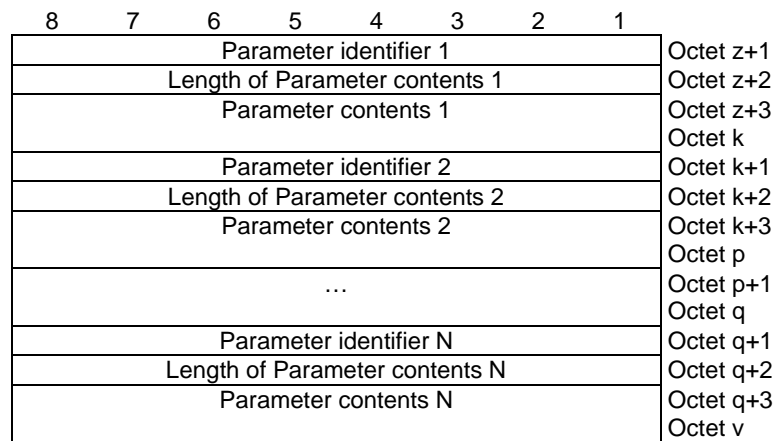 8 7 6 5 4 3 2 1
Parameter identifier 1 Octet z+1
Length of Parameter contents 1 Octet z+2
Parameter contents 1 Octet z+3
Octet k
Parameter identifier 2 Octet k+1
Length of Parameter contents 2 Octet k+2
Parameter contents 2 Octet k+3
Octet p
… Octet p+1
Octet q
Parameter identifier N Octet q+1
Length of Parameter contents N Octet q+2
Parameter contents N Octet q+3
Octet v